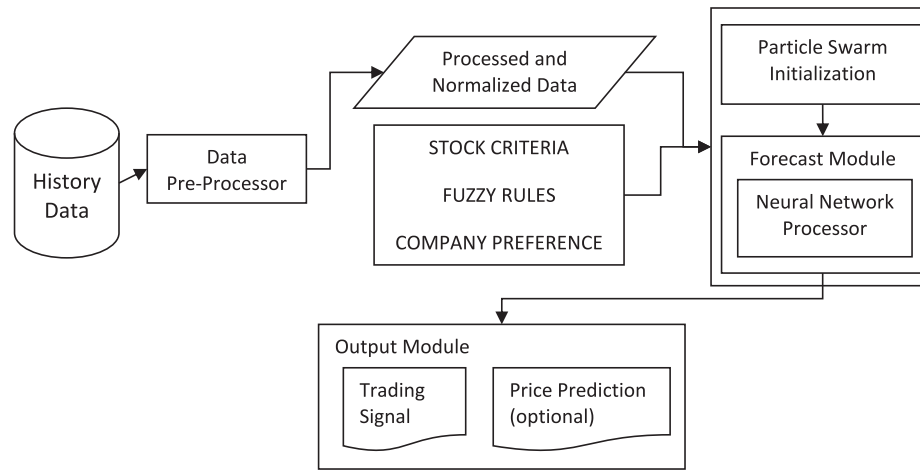 History
Data
Data
Pre-Processor
Processed and
Normalized Data
STOCK CRITERIA
FUZZY RULES
COMPANY PREFERENCE
Particle Swarm
Initialization
Forecast Module
Neural Network
Processor
Output Module
Trading
Signal
Price Prediction
(optional)